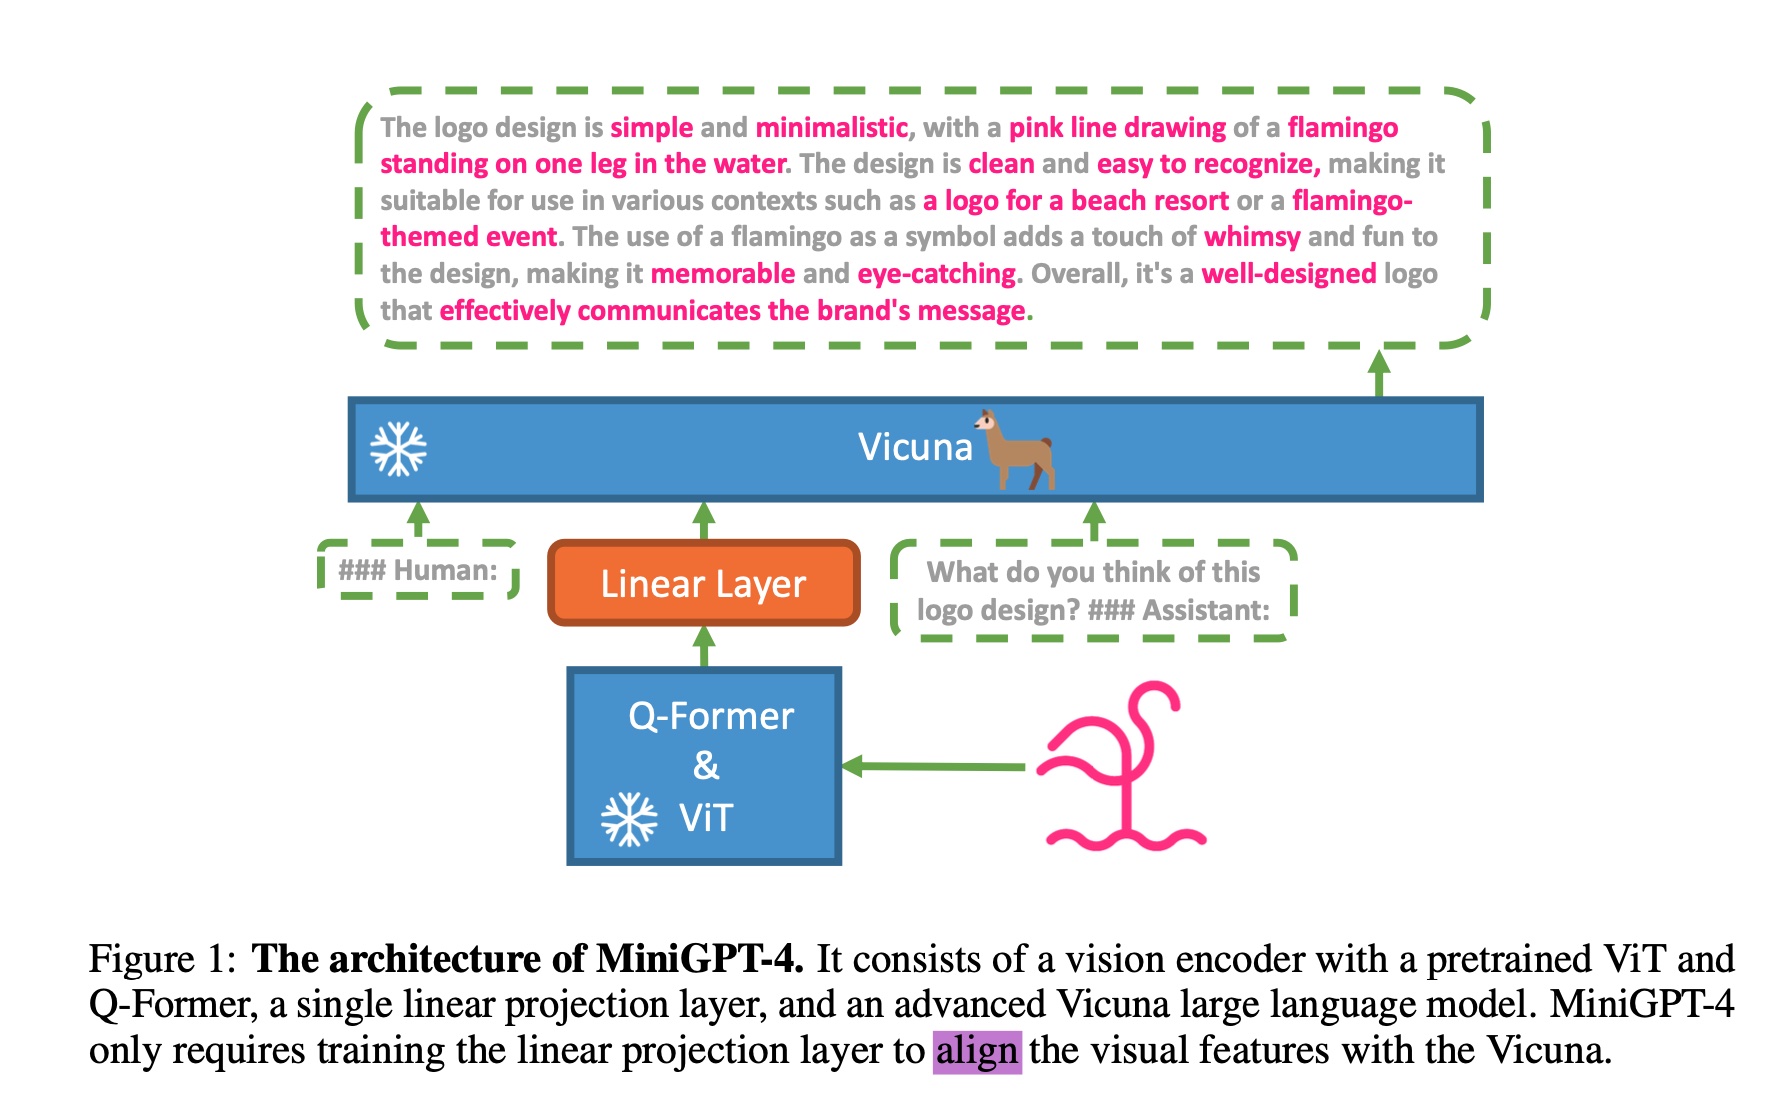 The logo design is simple and minimalistic, with a pink line drawing of a flamingo
standing on one leg in the water. The design is clean and easy to recognize, making it
suitable for use in various contexts such as a logo for a beach resort or a flamingo-
themed event. The use of a flamingo as a symbol adds a touch of whimsy and fun to
the design, making it memorable and eye-catching. Overall, it's a well-designed logo
that effectively communicates the brand's message.
Vicuna
### Human:
Linear Layer
What do you think of this
logo design? ### Assistant:
Q-Former
&
ViT
Figure 1: The architecture of MiniGPT-4. It consists of a vision encoder with a pretrained ViT and
Q-Former, a single linear projection layer, and an advanced Vicuna large language model. MiniGPT-4
only requires training the linear projection layer to align the visual features with the Vicuna.